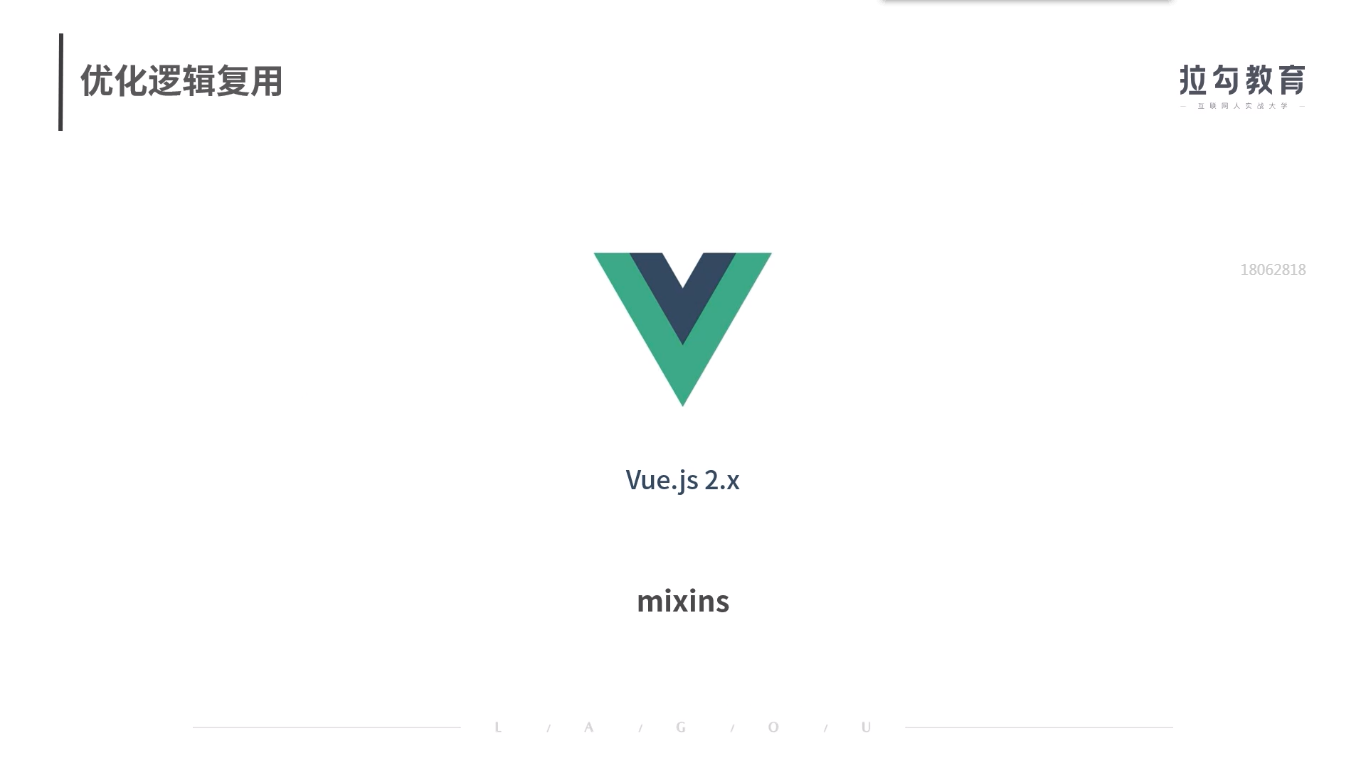 优化逻辑复用
拉勾教育
— 互联网人实战大学 —
18062818
Vue.js 2.x
mixins
L / A / G / O / U